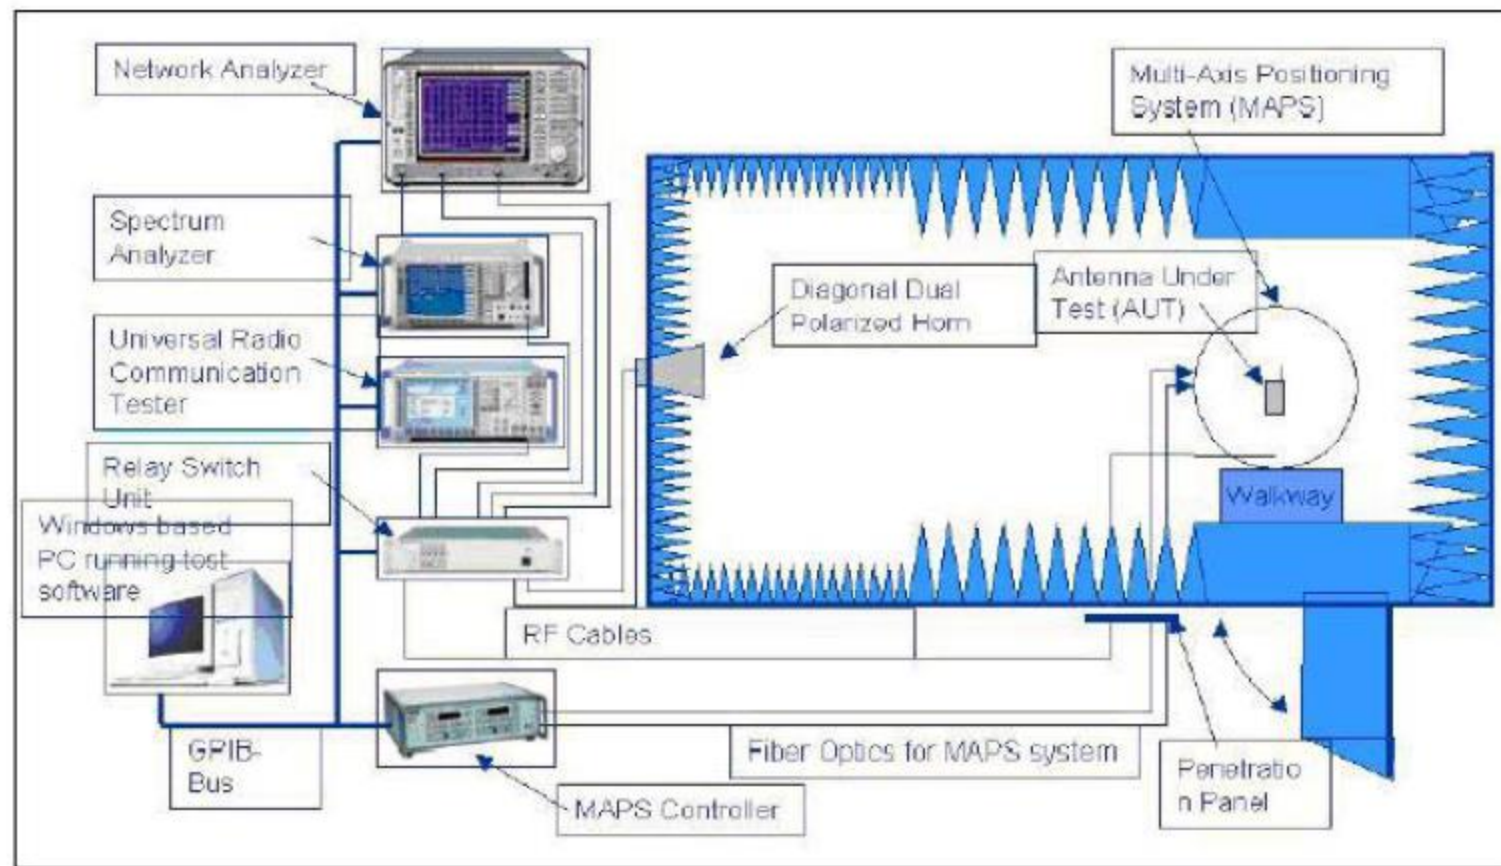 Network Analyzer
Multi-Axis Positioning
System (MAPS)
Spectrum
Analyzer
Diagonal Dual
Polarized Horn
Antenna Under
Test (AUT)
Universal Radio
Communication
Tester
Relay Switch
Unit
Walkway
Windows based
PC running test
software
RF Cables
GPIB-
Bus
Fiber Optics for MAPS system
Penetratio
n Panel
MAPS Controller